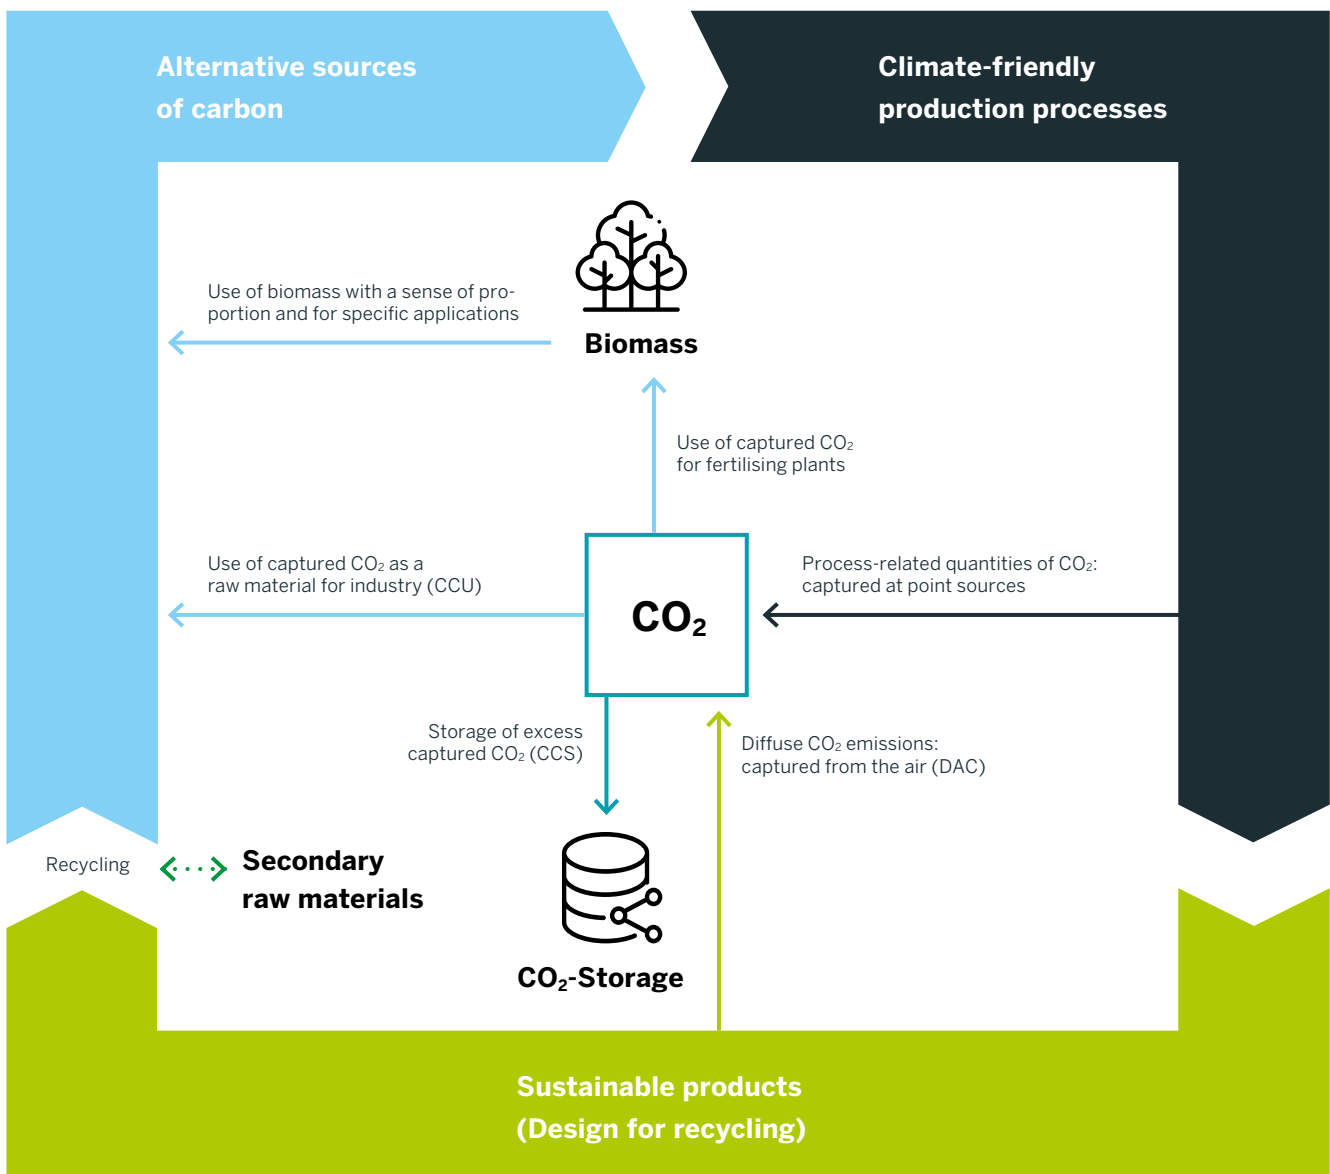 Alternative sources
of carbon
Climate-friendly
production processes
Use of biomass with a sense of pro-
portion and for specific applications
Biomass
Use of captured CO₂
for fertilising plants
Use of captured CO₂ as a
raw material for industry (CCU)
CO₂
Process-related quantities of CO₂:
captured at point sources
Storage of excess
captured CO₂ (CCS)
Diffuse CO₂ emissions:
captured from the air (DAC)
Recycling
Secondary
raw materials
CO₂-Storage
Sustainable products
(Design for recycling)